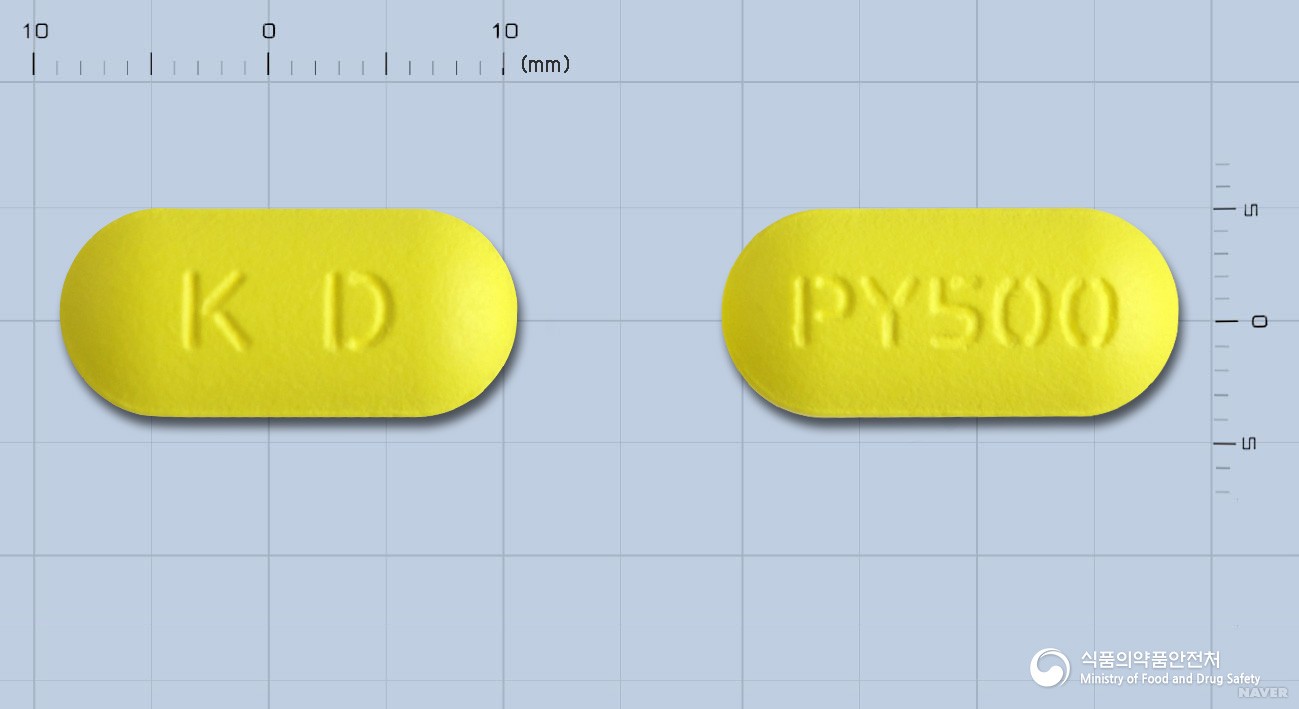 10 0 10
(mm)
K D
PY500
5
0
5
식품의약품안전처
Ministry of Food and Drug Safety
NAVER